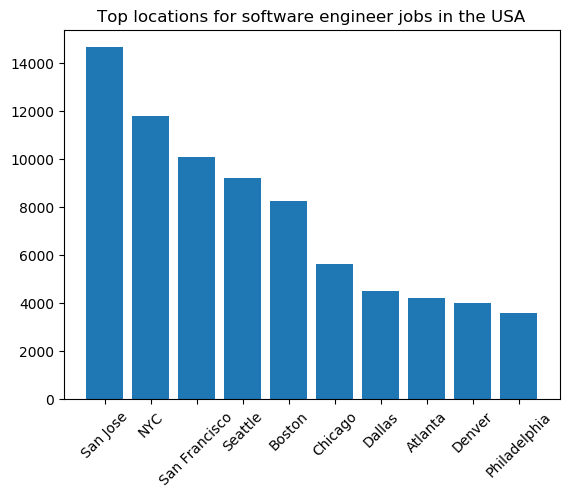 Top locations for software engineer jobs in the USA
14000
12000
10000
8000
6000
4000
2000
0
San Jose
NYC
San Francisco
Seattle
Boston
Chicago
Dallas
Atlanta
Denver
Philadelphia